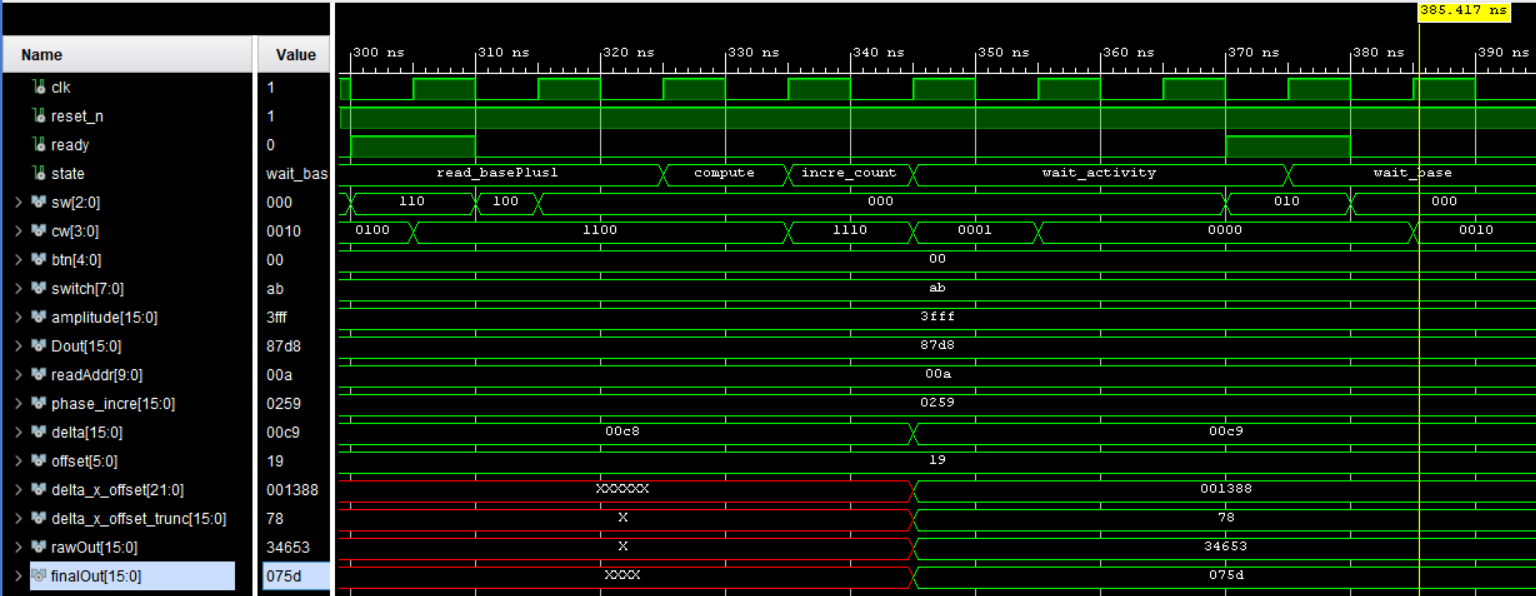 385.417 ns
Name Value 300 ns 310 ns 320 ns 330 ns 340 ns 350 ns 360 ns 370 ns 380 ns 390 ns
clk 1
reset_n 1
ready 0
state wait_bas read_basePlus1 compute incre_count wait_activity wait_base
sw[2:0] 000 110 100 000 010 000
cw[3:0] 0010 0100 1100 1110 0001 0000 0010
btn[4:0] 00 00
switch[7:0] ab ab
amplitude[15:0] 3fff 3fff
Dout[15:0] 87d8 87d8
readAddr[9:0] 00a 00a
phase_incre[15:0] 0259 0259
delta[15:0] 00c9 00c8 00c9
offset[5:0] 19 19
delta_x_offset[21:0] 001388 XXXXXX 001388
delta_x_offset_trunc[15:0] 78 X 78
rawOut[15:0] 34653 X 34653
finalOut[15:0] 075d XXXX 075d